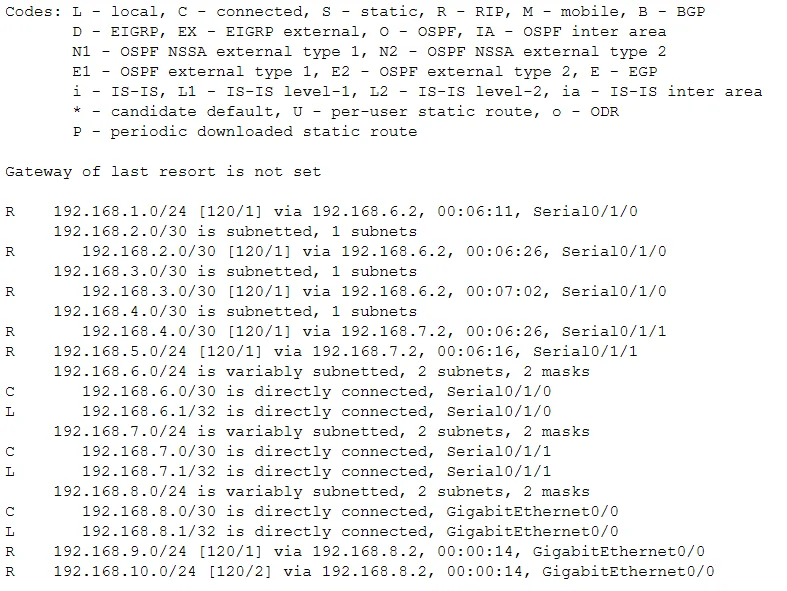 Codes: L - local, C - connected, S - static, R - RIP, M - mobile, B - BGP
       D - EIGRP, EX - EIGRP external, O - OSPF, IA - OSPF inter area
       N1 - OSPF NSSA external type 1, N2 - OSPF NSSA external type 2
       E1 - OSPF external type 1, E2 - OSPF external type 2, E - EGP
       i - IS-IS, L1 - IS-IS level-1, L2 - IS-IS level-2, ia - IS-IS inter area
       * - candidate default, U - per-user static route, o - ODR
       P - periodic downloaded static route

Gateway of last resort is not set

R    192.168.1.0/24 [120/1] via 192.168.6.2, 00:06:11, Serial0/1/0
     192.168.2.0/30 is subnetted, 1 subnets
R       192.168.2.0/30 [120/1] via 192.168.6.2, 00:06:26, Serial0/1/0
     192.168.3.0/30 is subnetted, 1 subnets
R       192.168.3.0/30 [120/1] via 192.168.6.2, 00:07:02, Serial0/1/0
     192.168.4.0/30 is subnetted, 1 subnets
R       192.168.4.0/30 [120/1] via 192.168.7.2, 00:06:26, Serial0/1/1
R    192.168.5.0/24 [120/1] via 192.168.7.2, 00:06:16, Serial0/1/1
     192.168.6.0/24 is variably subnetted, 2 subnets, 2 masks
C       192.168.6.0/30 is directly connected, Serial0/1/0
L       192.168.6.1/32 is directly connected, Serial0/1/0
     192.168.7.0/24 is variably subnetted, 2 subnets, 2 masks
C       192.168.7.0/30 is directly connected, Serial0/1/1
L       192.168.7.1/32 is directly connected, Serial0/1/1
     192.168.8.0/24 is variably subnetted, 2 subnets, 2 masks
C       192.168.8.0/30 is directly connected, GigabitEthernet0/0
L       192.168.8.1/32 is directly connected, GigabitEthernet0/0
R    192.168.9.0/24 [120/1] via 192.168.8.2, 00:00:14, GigabitEthernet0/0
R    192.168.10.0/24 [120/2] via 192.168.8.2, 00:00:14, GigabitEthernet0/0